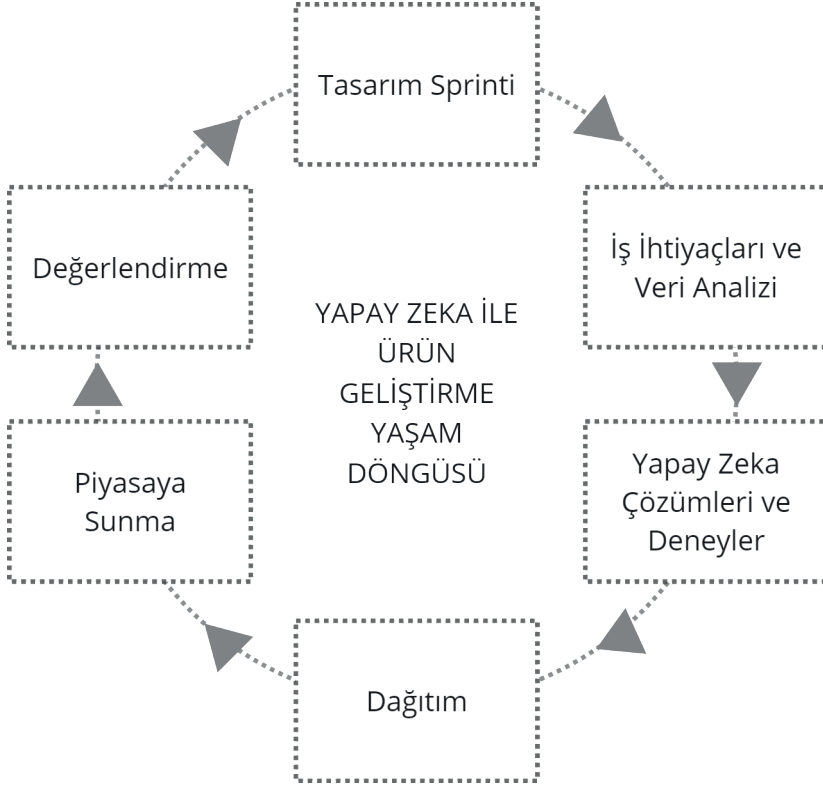 Tasarım Sprinti
İş İhtiyaçları ve
Veri Analizi
Yapay Zeka
Çözümleri ve
Deneyler
Dağıtım
Piyasaya
Sunma
Değerlendirme
YAPAY ZEKA İLE
ÜRÜN
GELİŞTİRME
YAŞAM
DÖNGÜSÜ